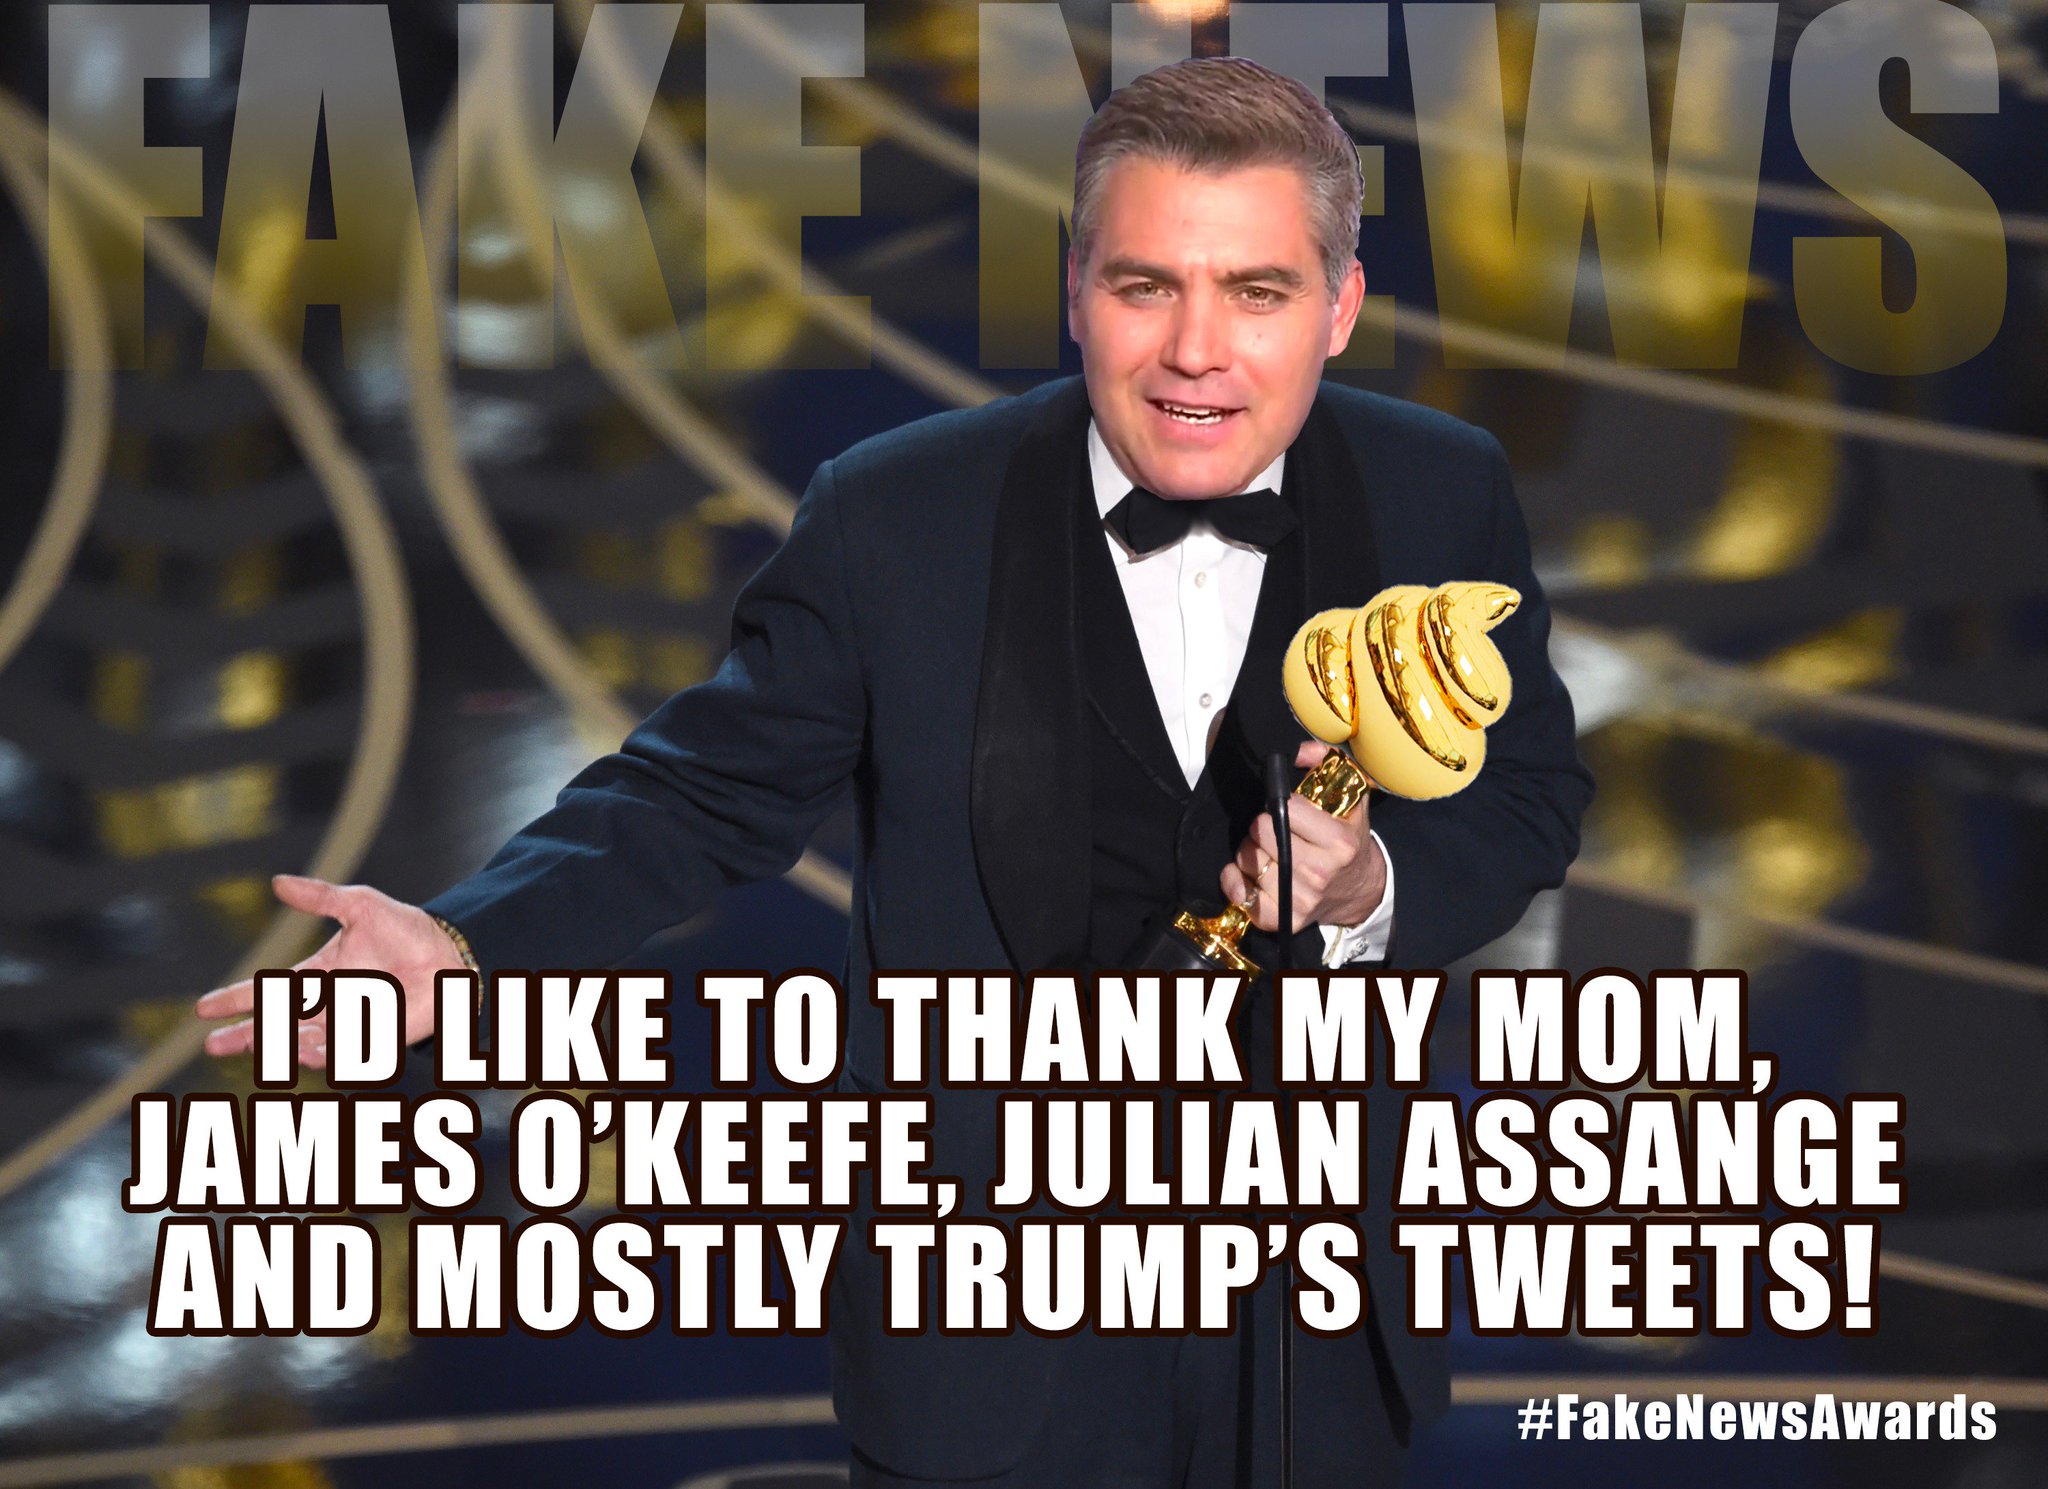 FAKE NEWS
I'D LIKE TO THANK MY MOM,
JAMES O'KEEFE, JULIAN ASSANGE
AND MOSTLY TRUMP'S TWEETS!
#FakeNewsAwards